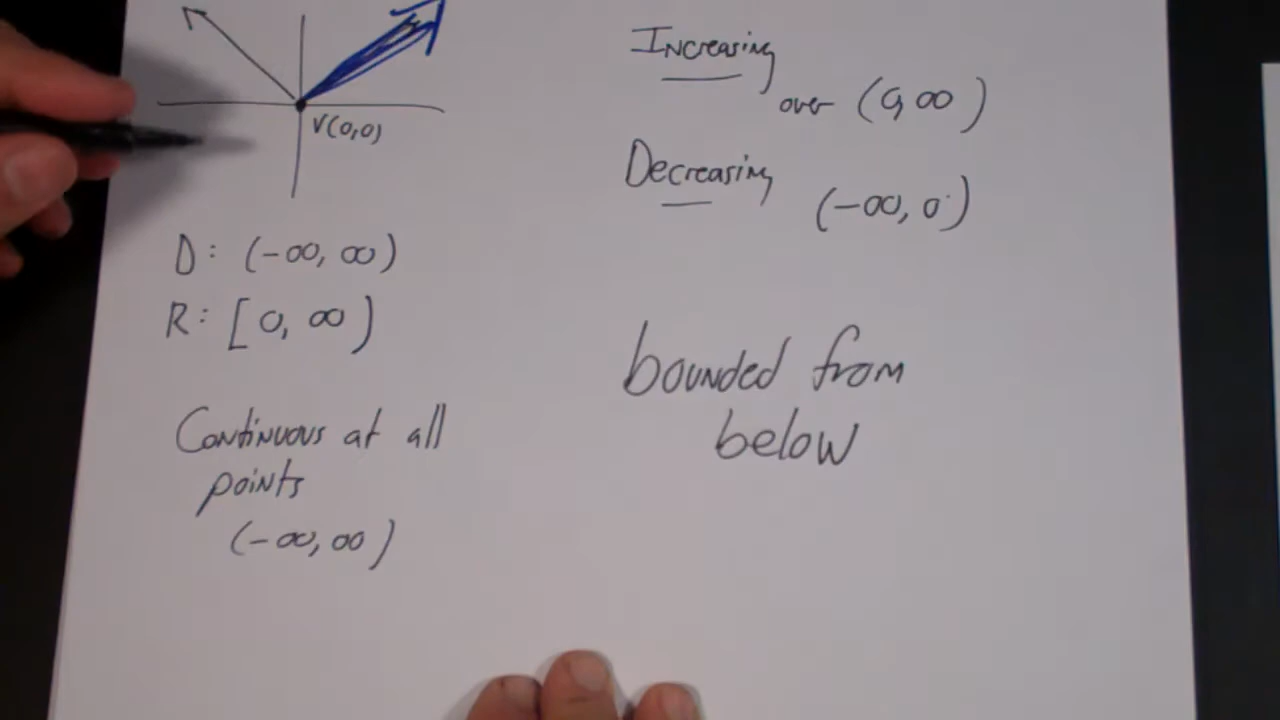 V(0,0)
D: (-∞, ∞)
R: [0, ∞)
Continuous at all
points
(-∞, ∞)
Increasing
over (0, ∞)
Decreasing
(-∞, 0)
bounded from
below